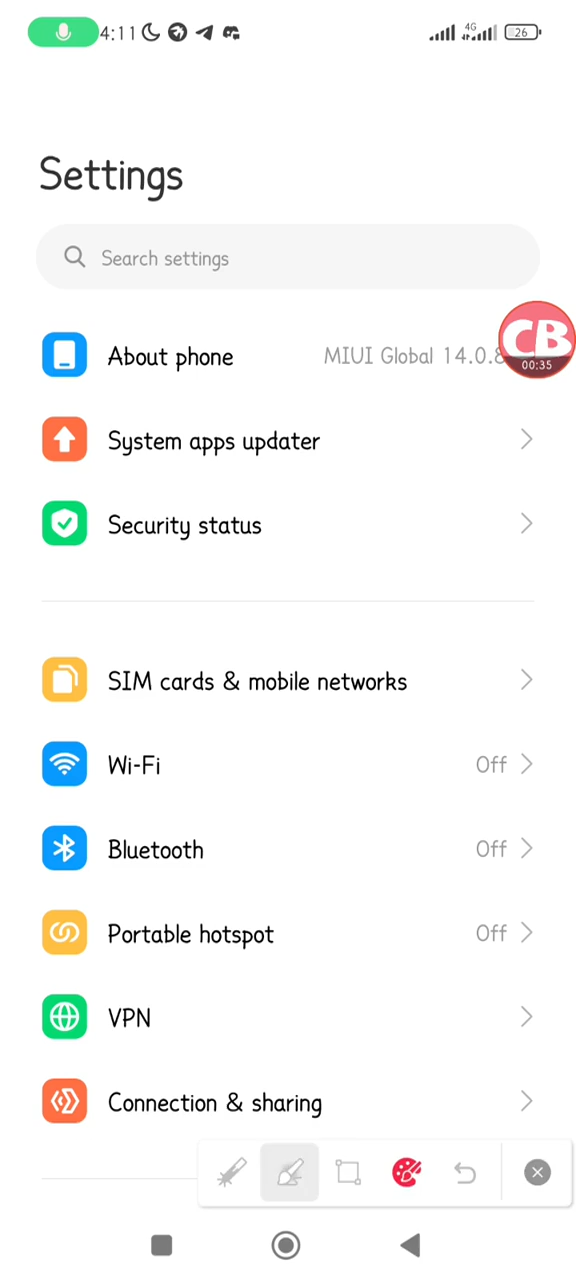 4:11 4G 26
Settings
Search settings
About phone MIUI Global 14.0.8
CB
00:35
System apps updater
Security status
SIM cards & mobile networks
Wi-Fi Off
Bluetooth Off
Portable hotspot Off
VPN
Connection & sharing